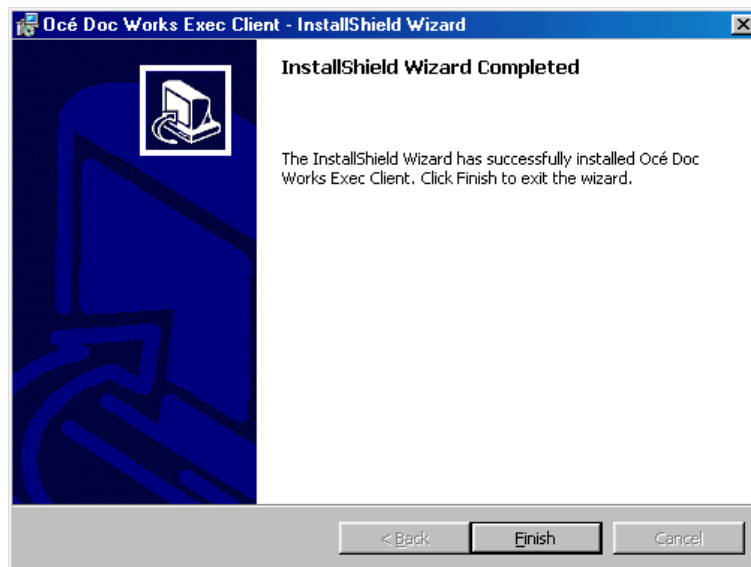 Océ Doc Works Exec Client - InstallShield Wizard
InstallShield Wizard Completed
The InstallShield Wizard has successfully installed Océ Doc
Works Exec Client. Click Finish to exit the wizard.
< Back
Finish
Cancel